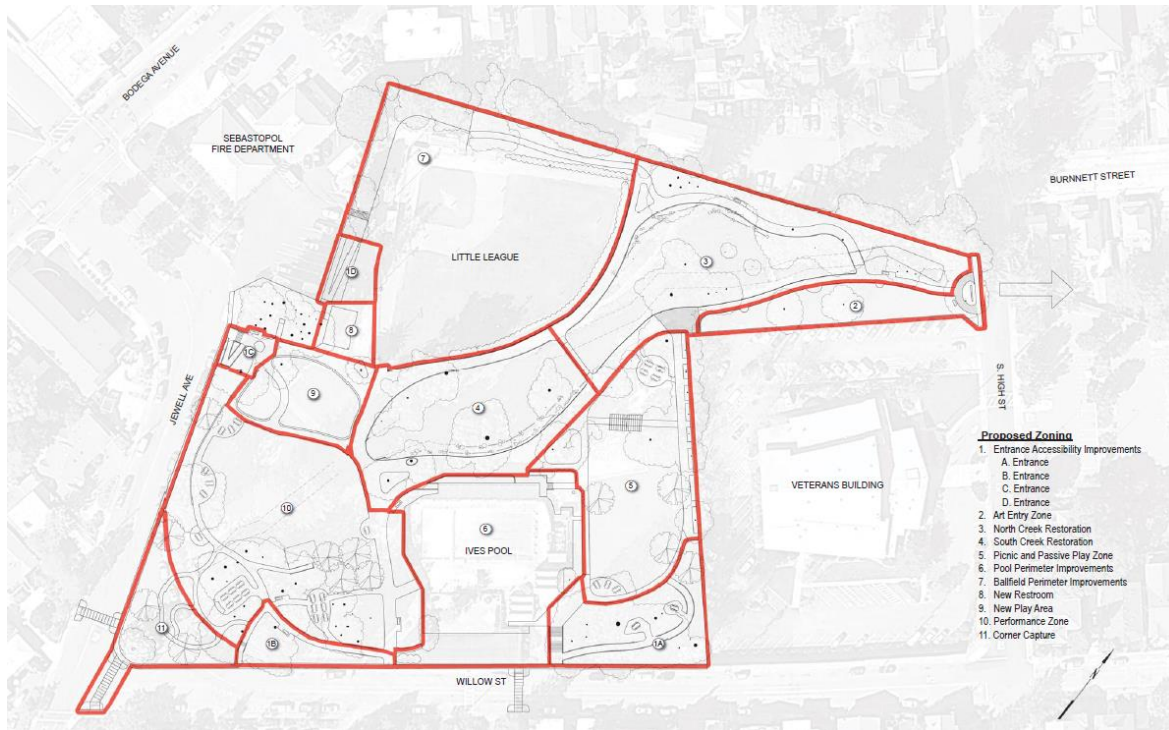 BODEGA AVENUE
SEBASTOPOL
FIRE DEPARTMENT
7
BURNNETT STREET
LITTLE LEAGUE
1D
3
2
8
1C
JEWELL AVE
9
4
S. HIGH ST
5
VETERANS BUILDING
10
6
IVES POOL
11
1B
1A
WILLOW ST
Proposed Zoning
1. Entrance Accessibility Improvements
A. Entrance
B. Entrance
C. Entrance
D. Entrance
2. Art Entry Zone
3. North Creek Restoration
4. South Creek Restoration
5. Picnic and Passive Play Zone
6. Pool Perimeter Improvements
7. Ballfield Perimeter Improvements
8. New Restroom
9. New Play Area
10. Performance Zone
11. Corner Capture